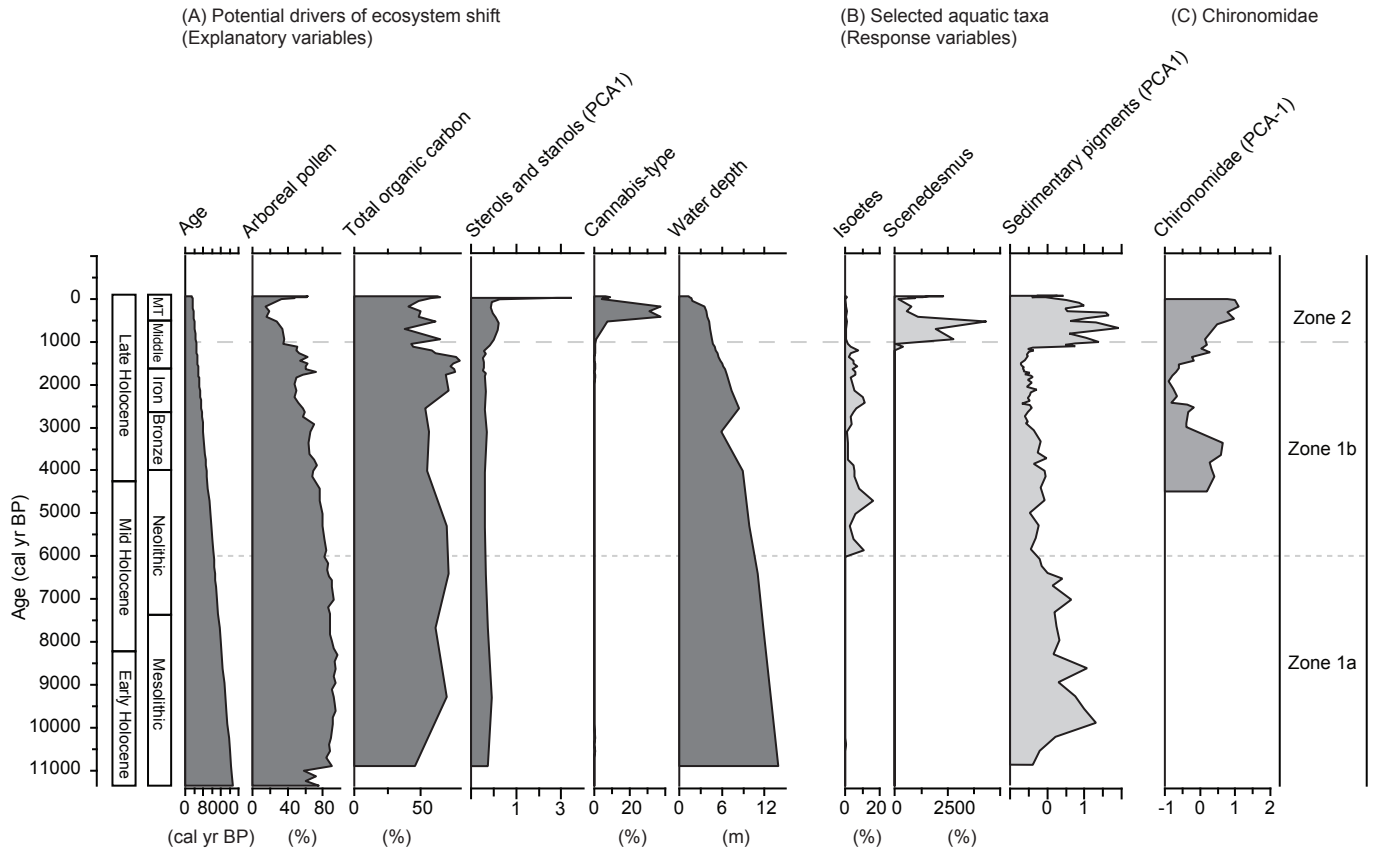 (A) Potential drivers of ecosystem shift
(Explanatory variables)
(B) Selected aquatic taxa
(Response variables)
(C) Chironomidae
Age
Arboreal pollen
Total organic carbon
Sterols and stanols (PCA1)
Cannabis-type
Water depth
Isoetes
Scenedesmus
Sedimentary pigments (PCA1)
Chironomidae (PCA-1)
Age (cal yr BP)
0
1000
2000
3000
4000
5000
6000
7000
8000
9000
10000
11000
Late Holocene
Mid Holocene
Early Holocene
MT
Middle
Iron
Bronze
Neolithic
Mesolithic
Zone 2
Zone 1b
Zone 1a
0 8000
0 40 80
0 50
1 3
0 20
0 6 12
0 20
0 2500
0 1
-1 0 1 2
(cal yr BP)
(%)
(%)
(%)
(m)
(%)
(%)